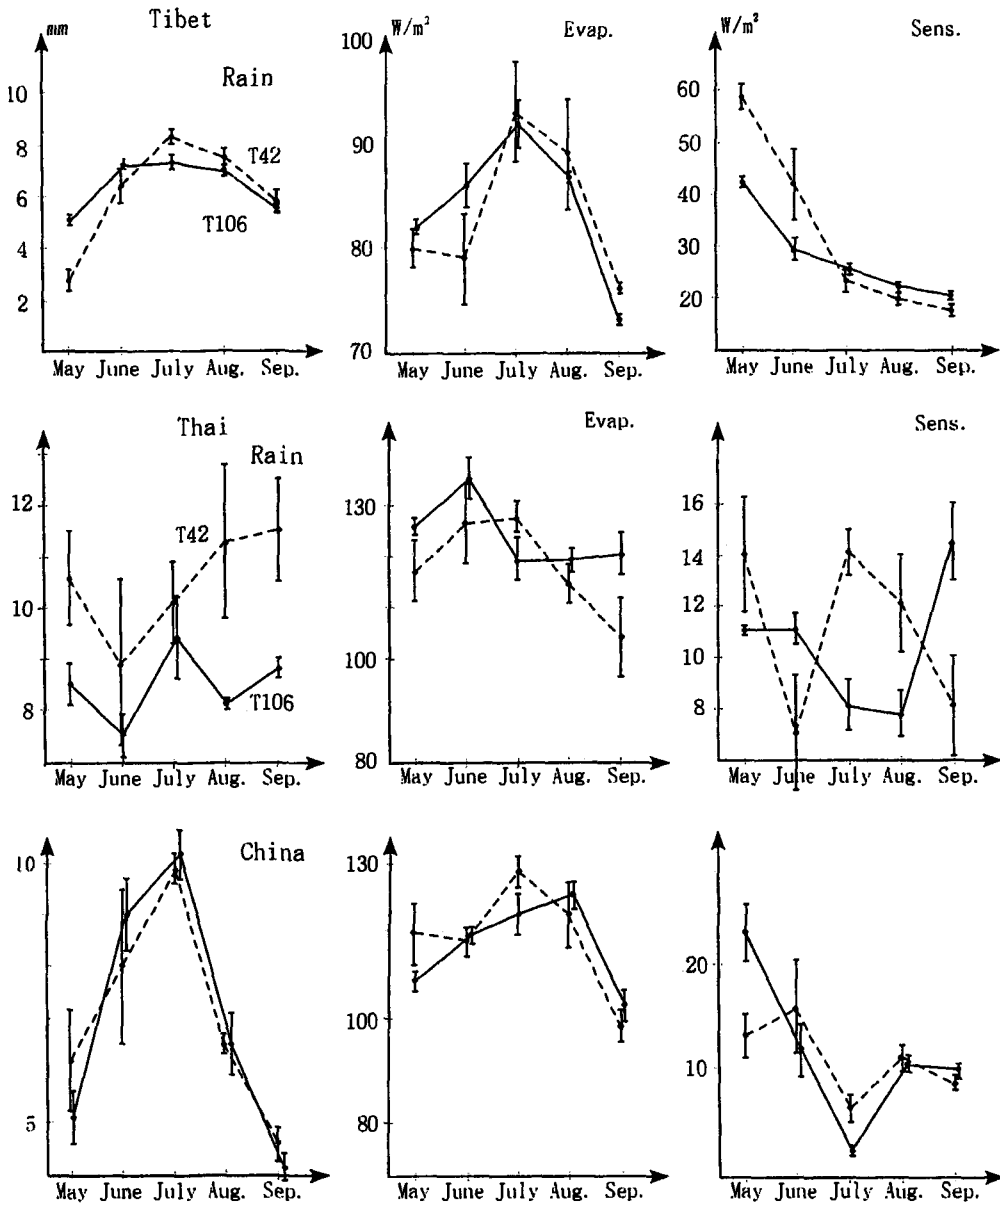 Tibet
mm
Rain
10
8
6
4
2
T42
T106
May June July Aug. Sep.
W/m²
Evap.
100
90
80
70
May June July Aug. Sep.
W/m²
Sens.
60
50
40
30
20
May June July Aug. Sep.
Thai
Rain
12
10
8
T42
T106
May June July Aug. Sep.
Evap.
130
100
80
May June July Aug. Sep.
Sens.
16
14
12
10
8
May June July Aug. Sep.
China
10
5
May June July Aug. Sep.
130
100
80
May June July Aug. Sep.
20
10
May June July Aug. Sep.